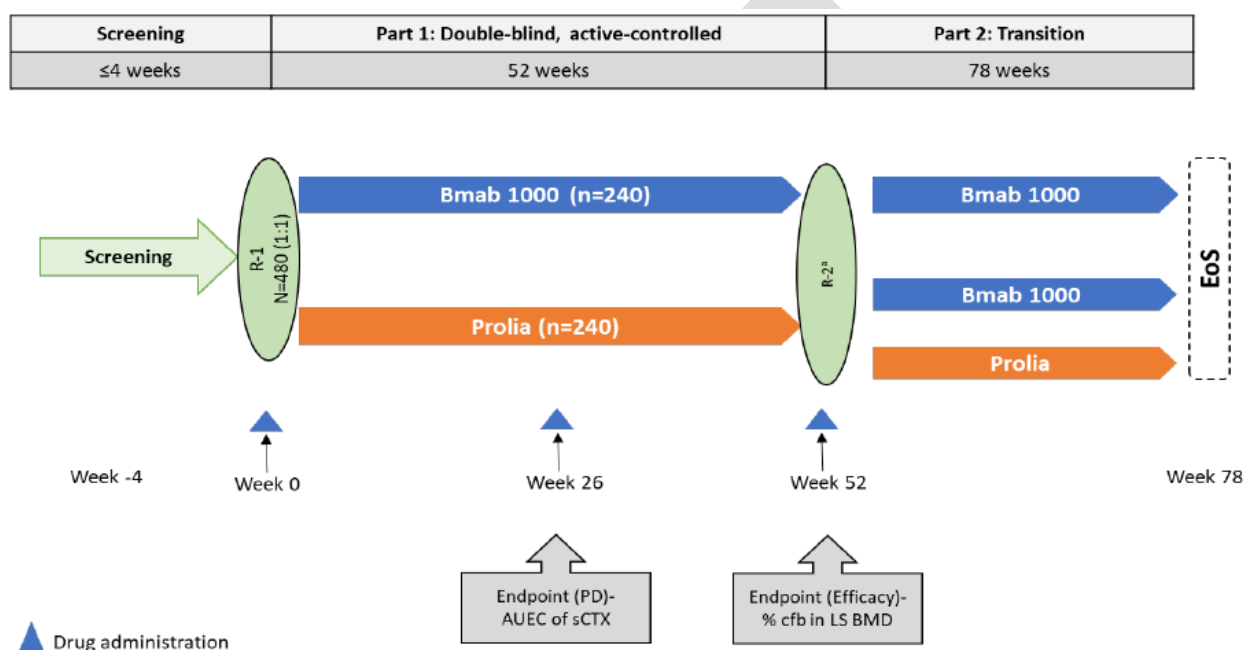 Screening Part 1: Double-blind, active-controlled Part 2: Transition
≤4 weeks 52 weeks 78 weeks
Bmab 1000 (n=240) Bmab 1000
Screening
R-1
N=480 (1:1)
R-2ª
EoS
Bmab 1000
Prolia (n=240)
Prolia
Week -4 Week 0 Week 26 Week 52 Week 78
Endpoint (PD)-
AUEC of sCTX
Endpoint (Efficacy)-
% cfb in LS BMD
Drug administration